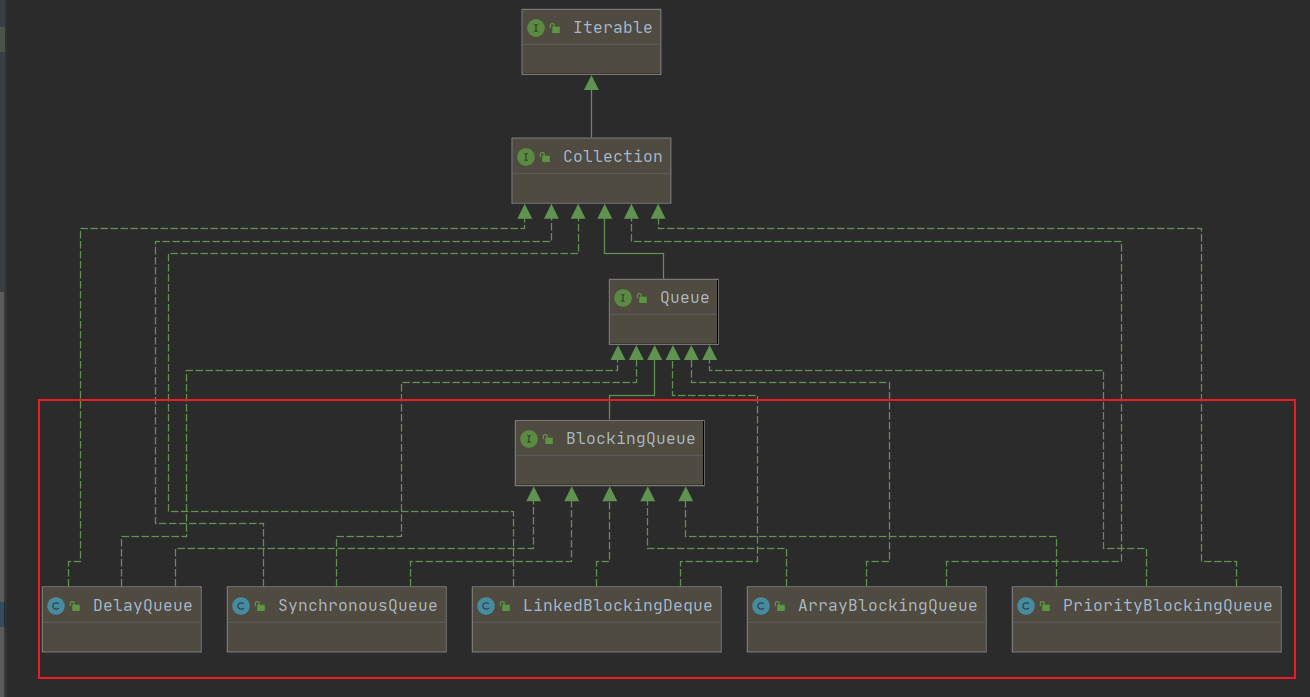 I Iterable
I Collection
I Queue
I BlockingQueue
C DelayQueue
C SynchronousQueue
C LinkedBlockingDeque
C ArrayBlockingQueue
C PriorityBlockingQueue